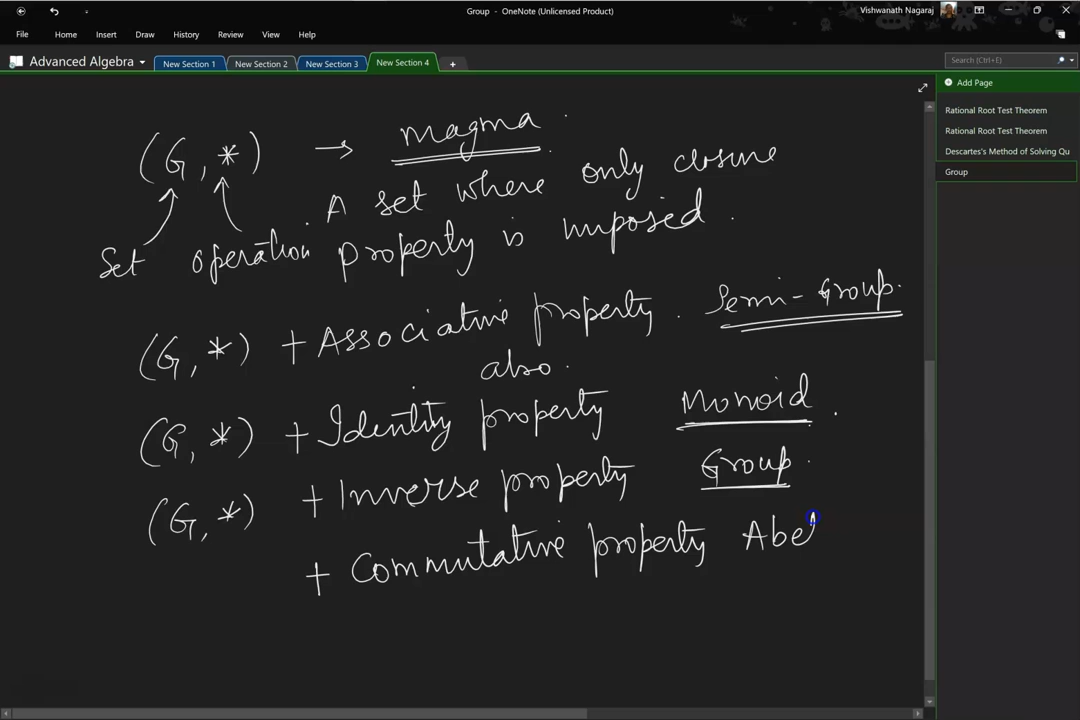 Group - OneNote (Unlicensed Product)
Vishwanath Nagaraj
File Home Insert Draw History Review View Help
Advanced Algebra New Section 1 New Section 2 New Section 3 New Section 4 +
Search (Ctrl+E)
Add Page
Rational Root Test Theorem
Rational Root Test Theorem
Descartes's Method of Solving Qu
Group
(G, *) → Magma.
A set where only closure
Set operation property is imposed.
(G, *) + Associative property. Semi-Group.
also.
(G, *) + Identity property Monoid.
(G, *) + Inverse property Group.
+ Commutative property Abe